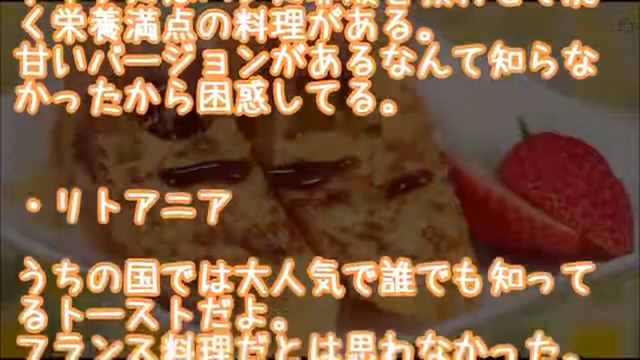 く栄養満点の料理がある。
甘いバージョンがあるなんて知らな
かったから困惑してる。
・リトアニア
うちの国では大人気で誰でも知って
るトーストだよ。
フランス料理だとは思わなかった。